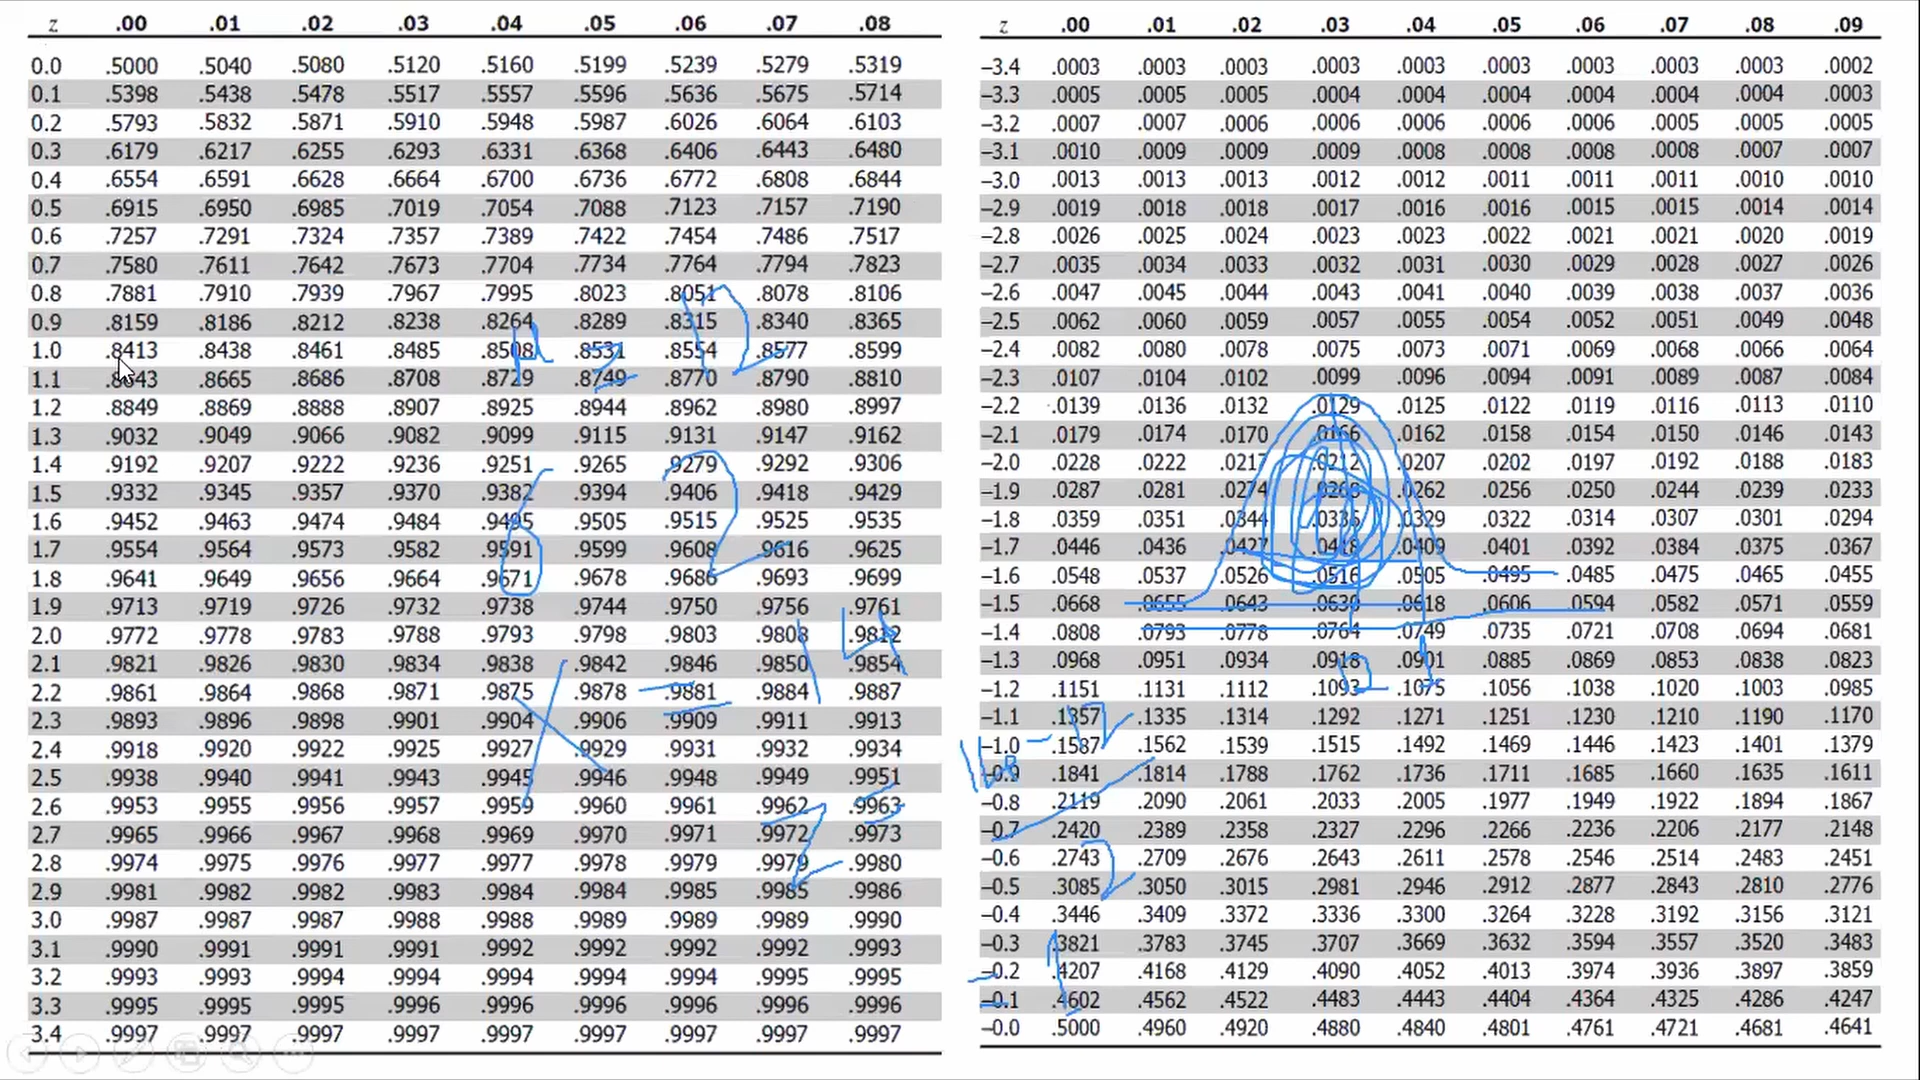 z .00 .01 .02 .03 .04 .05 .06 .07 .08
0.0 .5000 .5040 .5080 .5120 .5160 .5199 .5239 .5279 .5319
0.1 .5398 .5438 .5478 .5517 .5557 .5596 .5636 .5675 .5714
0.2 .5793 .5832 .5871 .5910 .5948 .5987 .6026 .6064 .6103
0.3 .6179 .6217 .6255 .6293 .6331 .6368 .6406 .6443 .6480
0.4 .6554 .6591 .6628 .6664 .6700 .6736 .6772 .6808 .6844
0.5 .6915 .6950 .6985 .7019 .7054 .7088 .7123 .7157 .7190
0.6 .7257 .7291 .7324 .7357 .7389 .7422 .7454 .7486 .7517
0.7 .7580 .7611 .7642 .7673 .7704 .7734 .7764 .7794 .7823
0.8 .7881 .7910 .7939 .7967 .7995 .8023 .8051 .8078 .8106
0.9 .8159 .8186 .8212 .8238 .8264 .8289 .8315 .8340 .8365
1.0 .8413 .8438 .8461 .8485 .8508 .8531 .8554 .8577 .8599
1.1 .8643 .8665 .8686 .8708 .8729 .8749 .8770 .8790 .8810
1.2 .8849 .8869 .8888 .8907 .8925 .8944 .8962 .8980 .8997
1.3 .9032 .9049 .9066 .9082 .9099 .9115 .9131 .9147 .9162
1.4 .9192 .9207 .9222 .9236 .9251 .9265 .9279 .9292 .9306
1.5 .9332 .9345 .9357 .9370 .9382 .9394 .9406 .9418 .9429
1.6 .9452 .9463 .9474 .9484 .9495 .9505 .9515 .9525 .9535
1.7 .9554 .9564 .9573 .9582 .9591 .9599 .9608 .9616 .9625
1.8 .9641 .9649 .9656 .9664 .9671 .9678 .9686 .9693 .9699
1.9 .9713 .9719 .9726 .9732 .9738 .9744 .9750 .9756 .9761
2.0 .9772 .9778 .9783 .9788 .9793 .9798 .9803 .9808 .9812
2.1 .9821 .9826 .9830 .9834 .9838 .9842 .9846 .9850 .9854
2.2 .9861 .9864 .9868 .9871 .9875 .9878 .9881 .9884 .9887
2.3 .9893 .9896 .9898 .9901 .9904 .9906 .9909 .9911 .9913
2.4 .9918 .9920 .9922 .9925 .9927 .9929 .9931 .9932 .9934
2.5 .9938 .9940 .9941 .9943 .9945 .9946 .9948 .9949 .9951
2.6 .9953 .9955 .9956 .9957 .9959 .9960 .9961 .9962 .9963
2.7 .9965 .9966 .9967 .9968 .9969 .9970 .9971 .9972 .9973
2.8 .9974 .9975 .9976 .9977 .9977 .9978 .9979 .9979 .9980
2.9 .9981 .9982 .9982 .9983 .9984 .9984 .9985 .9985 .9986
3.0 .9987 .9987 .9987 .9988 .9988 .9989 .9989 .9989 .9990
3.1 .9990 .9991 .9991 .9991 .9992 .9992 .9992 .9992 .9993
3.2 .9993 .9993 .9994 .9994 .9994 .9994 .9994 .9995 .9995
3.3 .9995 .9995 .9995 .9996 .9996 .9996 .9996 .9996 .9996
3.4 .9997 .9997 .9997 .9997 .9997 .9997 .9997 .9997 .9997
z .00 .01 .02 .03 .04 .05 .06 .07 .08 .09
−3.4 .0003 .0003 .0003 .0003 .0003 .0003 .0003 .0003 .0003 .0002
−3.3 .0005 .0005 .0005 .0004 .0004 .0004 .0004 .0004 .0004 .0003
−3.2 .0007 .0007 .0006 .0006 .0006 .0006 .0006 .0005 .0005 .0005
−3.1 .0010 .0009 .0009 .0009 .0008 .0008 .0008 .0008 .0007 .0007
−3.0 .0013 .0013 .0013 .0012 .0012 .0011 .0011 .0011 .0010 .0010
−2.9 .0019 .0018 .0018 .0017 .0016 .0016 .0015 .0015 .0014 .0014
−2.8 .0026 .0025 .0024 .0023 .0023 .0022 .0021 .0021 .0020 .0019
−2.7 .0035 .0034 .0033 .0032 .0031 .0030 .0029 .0028 .0027 .0026
−2.6 .0047 .0045 .0044 .0043 .0041 .0040 .0039 .0038 .0037 .0036
−2.5 .0062 .0060 .0059 .0057 .0055 .0054 .0052 .0051 .0049 .0048
−2.4 .0082 .0080 .0078 .0075 .0073 .0071 .0069 .0068 .0066 .0064
−2.3 .0107 .0104 .0102 .0099 .0096 .0094 .0091 .0089 .0087 .0084
−2.2 .0139 .0136 .0132 .0129 .0125 .0122 .0119 .0116 .0113 .0110
−2.1 .0179 .0174 .0170 .0166 .0162 .0158 .0154 .0150 .0146 .0143
−2.0 .0228 .0222 .0217 .0212 .0207 .0202 .0197 .0192 .0188 .0183
−1.9 .0287 .0281 .0274 .0268 .0262 .0256 .0250 .0244 .0239 .0233
−1.8 .0359 .0351 .0344 .0336 .0329 .0322 .0314 .0307 .0301 .0294
−1.7 .0446 .0436 .0427 .0418 .0409 .0401 .0392 .0384 .0375 .0367
−1.6 .0548 .0537 .0526 .0516 .0505 .0495 .0485 .0475 .0465 .0455
−1.5 .0668 .0655 .0643 .0630 .0618 .0606 .0594 .0582 .0571 .0559
−1.4 .0808 .0793 .0778 .0764 .0749 .0735 .0721 .0708 .0694 .0681
−1.3 .0968 .0951 .0934 .0918 .0901 .0885 .0869 .0853 .0838 .0823
−1.2 .1151 .1131 .1112 .1093 .1075 .1056 .1038 .1020 .1003 .0985
−1.1 .1357 .1335 .1314 .1292 .1271 .1251 .1230 .1210 .1190 .1170
−1.0 .1587 .1562 .1539 .1515 .1492 .1469 .1446 .1423 .1401 .1379
−0.9 .1841 .1814 .1788 .1762 .1736 .1711 .1685 .1660 .1635 .1611
−0.8 .2119 .2090 .2061 .2033 .2005 .1977 .1949 .1922 .1894 .1867
−0.7 .2420 .2389 .2358 .2327 .2296 .2266 .2236 .2206 .2177 .2148
−0.6 .2743 .2709 .2676 .2643 .2611 .2578 .2546 .2514 .2483 .2451
−0.5 .3085 .3050 .3015 .2981 .2946 .2912 .2877 .2843 .2810 .2776
−0.4 .3446 .3409 .3372 .3336 .3300 .3264 .3228 .3192 .3156 .3121
−0.3 .3821 .3783 .3745 .3707 .3669 .3632 .3594 .3557 .3520 .3483
−0.2 .4207 .4168 .4129 .4090 .4052 .4013 .3974 .3936 .3897 .3859
−0.1 .4602 .4562 .4522 .4483 .4443 .4404 .4364 .4325 .4286 .4247
−0.0 .5000 .4960 .4920 .4880 .4840 .4801 .4761 .4721 .4681 .4641
μ = 12
6 2
x = 14
z =
-12
2
= 1